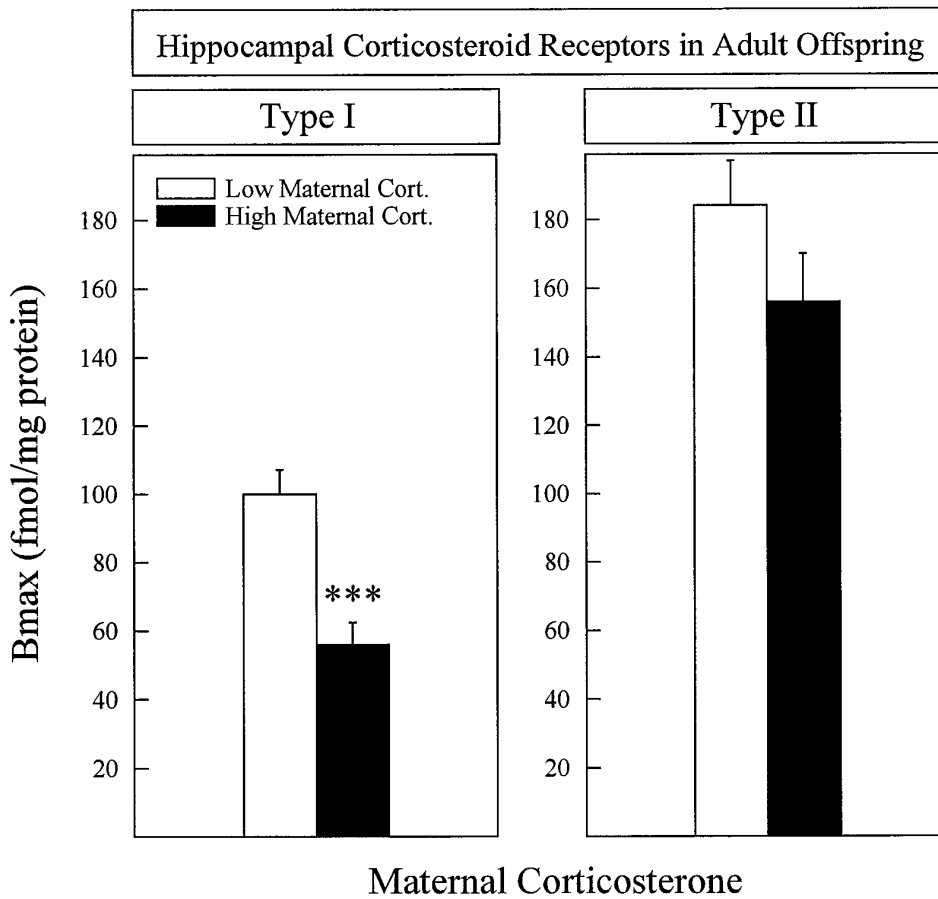 Hippocampal Corticosteroid Receptors in Adult Offspring
Type I
Type II
Low Maternal Cort.
High Maternal Cort.
Bmax (fmol/mg protein)
180
160
140
120
100
80
60
40
20
***
180
160
140
120
100
80
60
40
20
Maternal Corticosterone